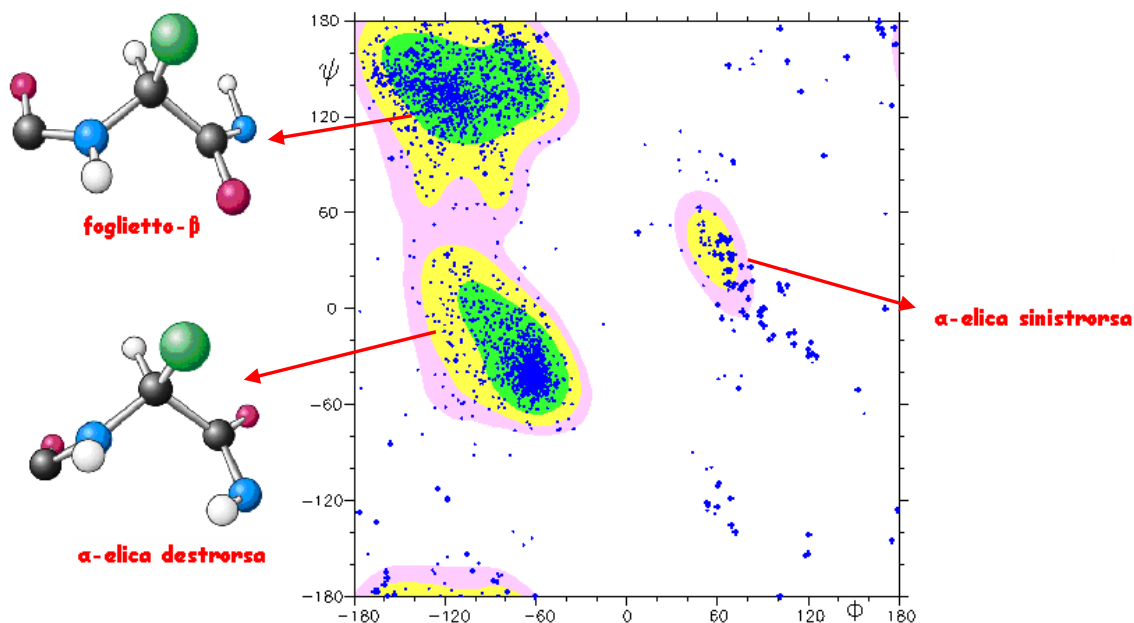 180
ψ
120
60
0
-60
-120
-180
-180
-120
-60
0
60
120
Φ
180
foglietto-β
α-elica destrorsa
α-elica sinistrorsa